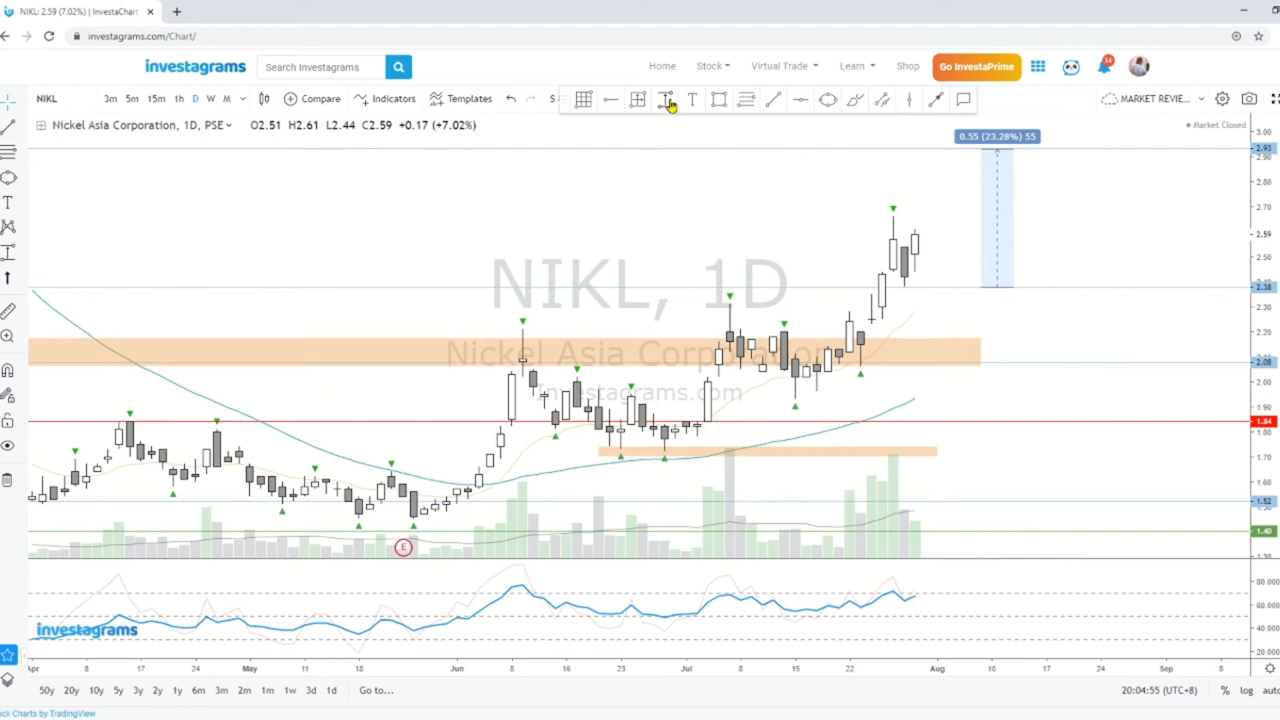 NIKL: 2.59 (7.02%) | InvestaChart
investagrams.com/Chart/
investagrams
Search Investagrams
Home Stock Virtual Trade Learn Shop Go InvestaPrime 14
NIKL 3m 5m 15m 1h D W M Compare Indicators Templates S T MARKET REVIE...
Nickel Asia Corporation, 1D, PSE O2.51 H2.61 L2.44 C2.59 +0.17 (+7.02%)
Market Closed
0.55 (23.28%) 55
3.00
2.93
2.90
2.80
2.70
2.59
2.50
2.38
2.30
2.20
2.08
2.00
1.90
1.84
1.80
1.70
1.60
1.52
1.40
1.30
NIKL, 1D
Nickel Asia Corporation
Investagrams.com
E
80.000
60.000
40.000
20.000
investagrams
Apr 8 17 24 May 11 18 Jun 8 16 23 Jul 8 15 22 Aug 10 17 24 Sep 8
50y 20y 10y 5y 3y 2y 1y 6m 3m 2m 1m 1w 3d 1d Go to... 20:04:55 (UTC+8) % log auto
ock Charts by TradingView